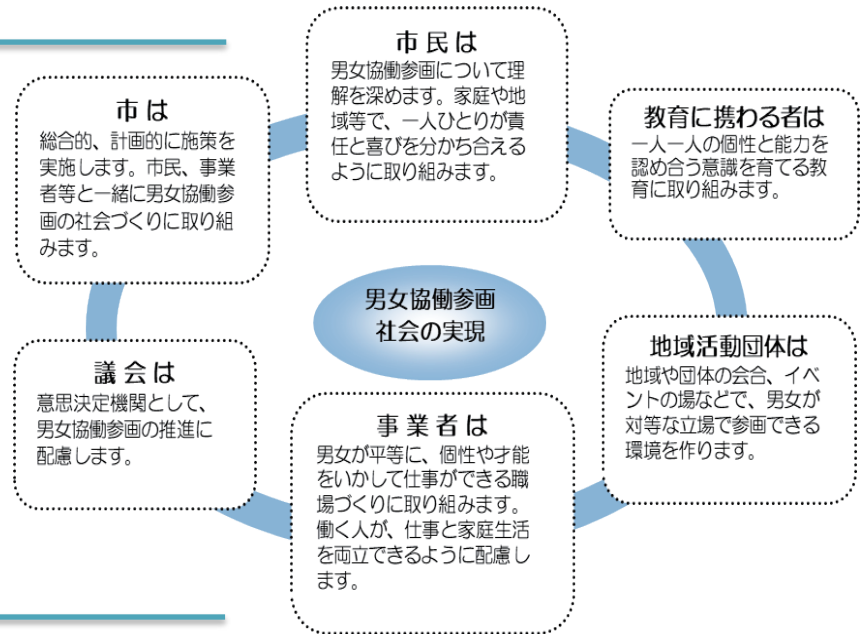 市民は
男女協働参画について理
解を深めます。家庭や地
域等で、一人ひとりが責
任と喜びを分かち合える
ように取り組みます。
教育に携わる者は
一人一人の個性と能力を
認め合う意識を育てる教
育に取り組みます。
地域活動団体は
地域や団体の会合、イベ
ントの場などで、男女が
対等な立場で参画できる
環境を作ります。
事業者は
男女が平等に、個性や才能
をいかして仕事ができる職
場づくりに取り組みます。
働く人が、仕事と家庭生活
を両立できるように配慮し
ます。
議会は
意思決定機関として、
男女協働参画の推進に
配慮します。
市は
総合的、計画的に施策を
実施します。市民、事業
者等と一緒に男女協働参
画の社会づくりに取り組
みます。
男女協働参画
社会の実現